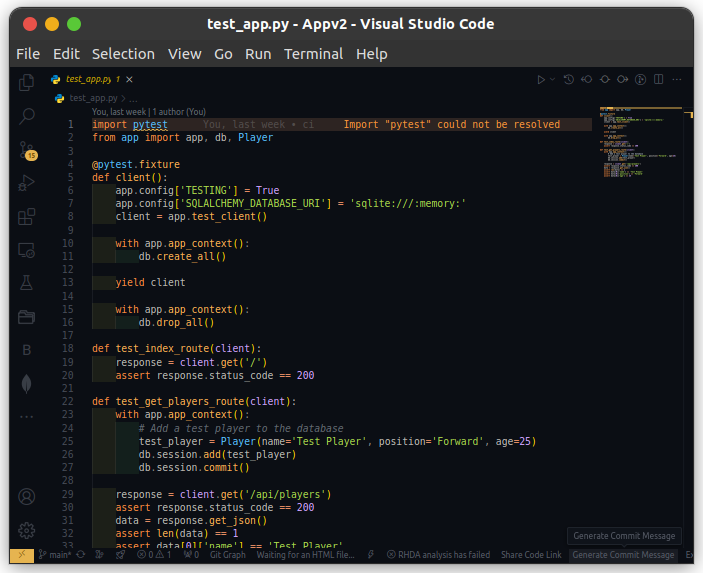 test_app.py - Appv2 - Visual Studio Code
File Edit Selection View Go Run Terminal Help
test_app.py 1
test_app.py > ...
You, last week | 1 author (You)
1 import pytest You, last week • ci Import "pytest" could not be resolved
2 from app import app, db, Player
3
4 @pytest.fixture
5 def client():
6 app.config['TESTING'] = True
7 app.config['SQLALCHEMY_DATABASE_URI'] = 'sqlite:///:memory:'
8 client = app.test_client()
9
10 with app.app_context():
11 db.create_all()
12
13 yield client
14
15 with app.app_context():
16 db.drop_all()
17
18 def test_index_route(client):
19 response = client.get('/')
20 assert response.status_code == 200
21
22 def test_get_players_route(client):
23 with app.app_context():
24 # Add a test player to the database
25 test_player = Player(name='Test Player', position='Forward', age=25)
26 db.session.add(test_player)
27 db.session.commit()
28
29 response = client.get('/api/players')
30 assert response.status_code == 200
31 data = response.get_json()
32 assert len(data) == 1
33 assert data[0]['name'] == 'Test Player'
15
B
Generate Commit Message
main* 0 1 0 Git Graph Waiting for an HTML file... RHDA analysis has failed Share Code Link Generate Commit Message Ex